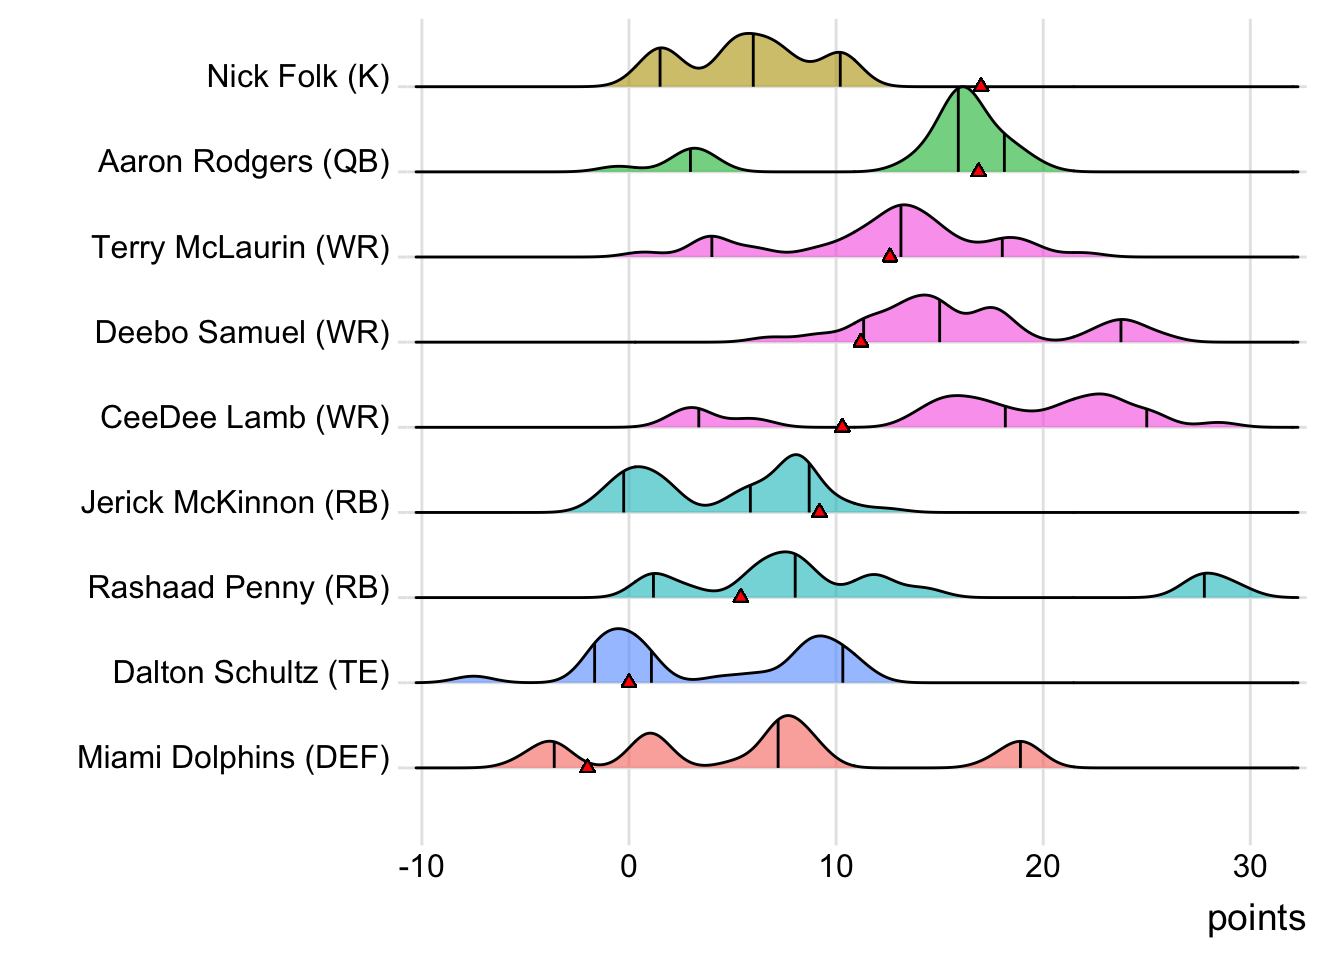 Nick Folk (K)
Aaron Rodgers (QB)
Terry McLaurin (WR)
Deebo Samuel (WR)
CeeDee Lamb (WR)
Jerick McKinnon (RB)
Rashaad Penny (RB)
Dalton Schultz (TE)
Miami Dolphins (DEF)
-10 0 10 20 30
points